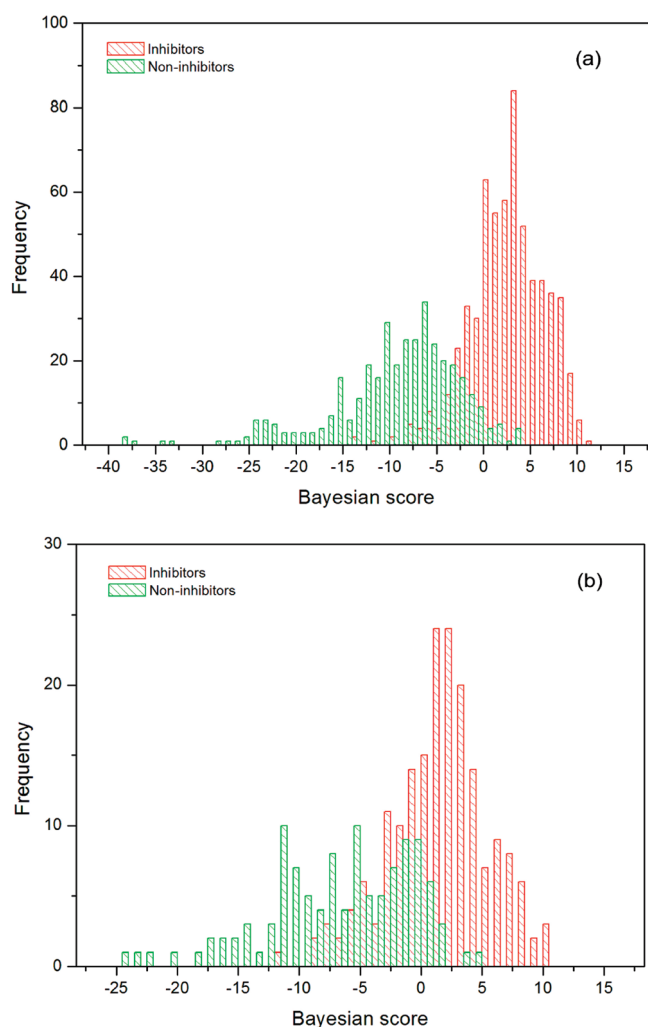 100
80
60
40
20
0
Frequency
Inhibitors
Non-inhibitors
(a)
-40 -35 -30 -25 -20 -15 -10 -5 0 5 10 15
Bayesian score
30
20
10
0
Frequency
Inhibitors
Non-inhibitors
(b)
-25 -20 -15 -10 -5 0 5 10 15
Bayesian score